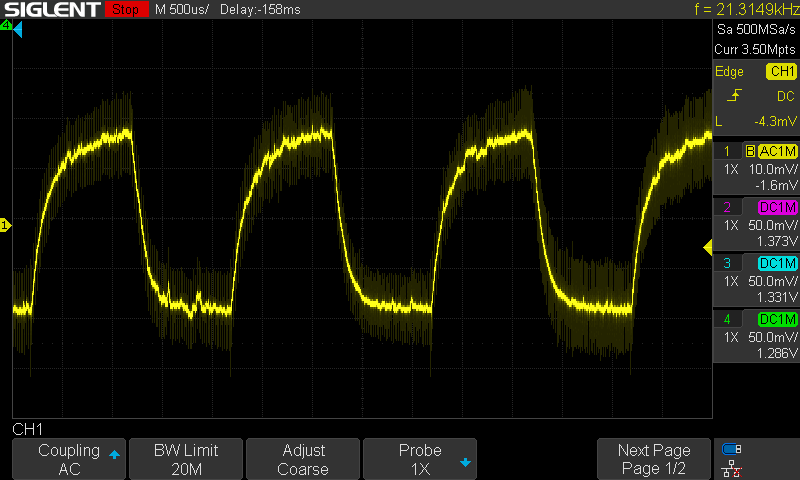 SIGLENT Stop M 500us/ Delay:-158ms f = 21.3149kHz
Sa 500MSa/s
Curr 3.50Mpts
Edge CH1
DC
L -4.3mV
1 B AC1M
1X 10.0mV/
-1.6mV
2 DC1M
1X 50.0mV/
1.373V
3 DC1M
1X 50.0mV/
1.331V
4 DC1M
1X 50.0mV/
1.286V
4
1
CH1
Coupling
AC
BW Limit
20M
Adjust
Coarse
Probe
1X
Next Page
Page 1/2